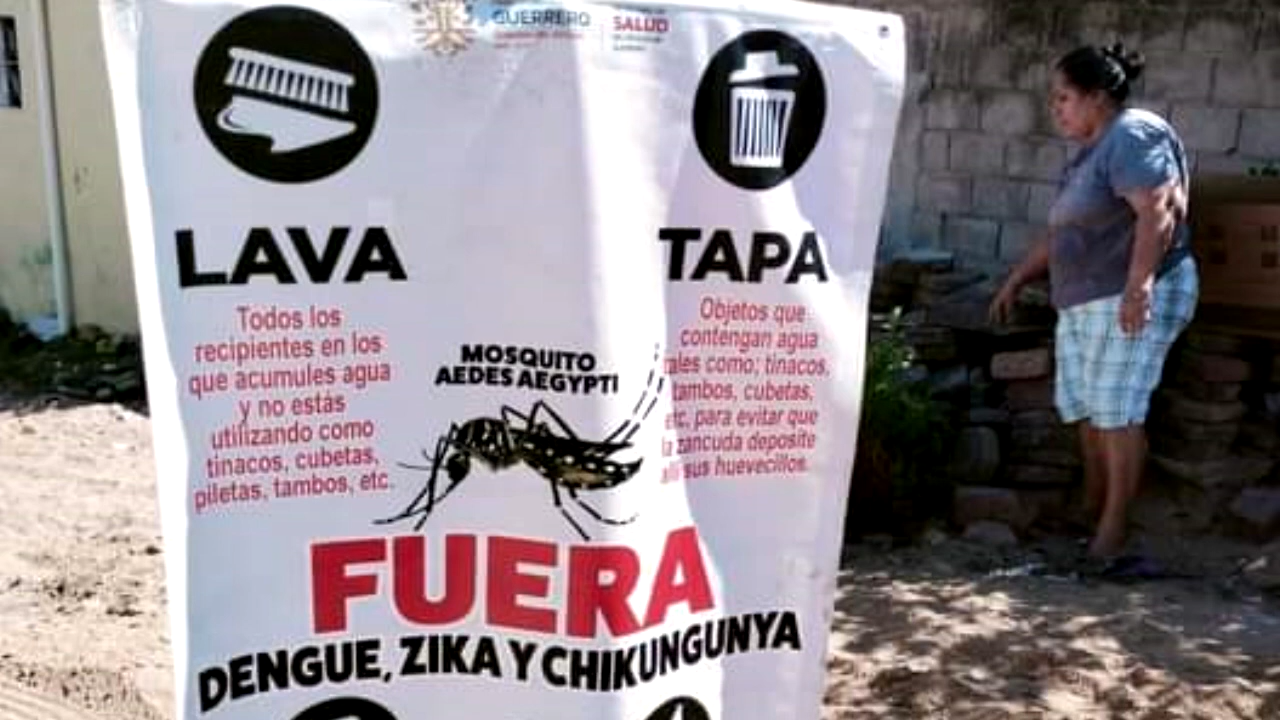 GUERRERO
SALUD
LAVA
Todos los
recipientes en los
que acumules agua
y no estás
utilizando como
tinacos, cubetas,
piletas, tambos, etc.
TAPA
Objetos que
contengan agua
tales como; tinacos,
tambos, cubetas,
etc, para evitar que
la zancuda deposite
allí sus huevecillos.
MOSQUITO
AEDES AEGYPTI
FUERA
DENGUE, ZIKA Y CHIKUNGUNYA